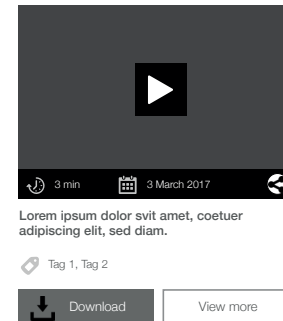 3 min 3 March 2017
Lorem ipsum dolor svit amet, coetuer
adipiscing elit, sed diam.
Tag 1, Tag 2
Download View more